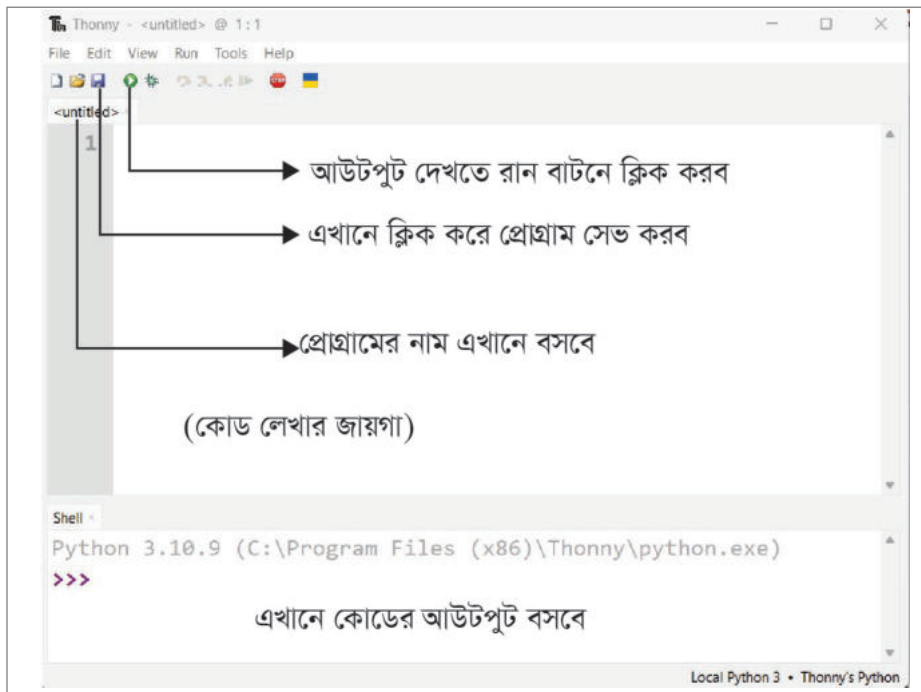 Thonny - <untitled> @ 1:1
File Edit View Run Tools Help
<untitled>
1
আউটপুট দেখতে রান বাটনে ক্লিক করব
এখানে ক্লিক করে প্রোগ্রাম সেভ করব
প্রোগ্রামের নাম এখানে বসবে
(কোড লেখার জায়গা)
Shell
Python 3.10.9 (C:\Program Files (x86)\Thonny\python.exe)
>>>
এখানে কোডের আউটপুট বসবে
Local Python 3 • Thonny's Python